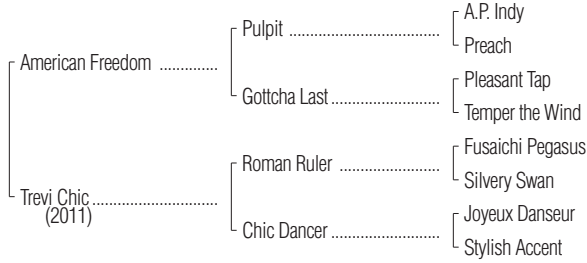 A.P. Indy
Pulpit ..............................
Preach
American Freedom ................
Pleasant Tap
Gottcha Last ..............................
Temper the Wind
Fusaichi Pegasus
Roman Ruler ..............................
Silvery Swan
Trevi Chic ..............................
(2011)
Joyeux Danseur
Chic Dancer ..............................
Stylish Accent